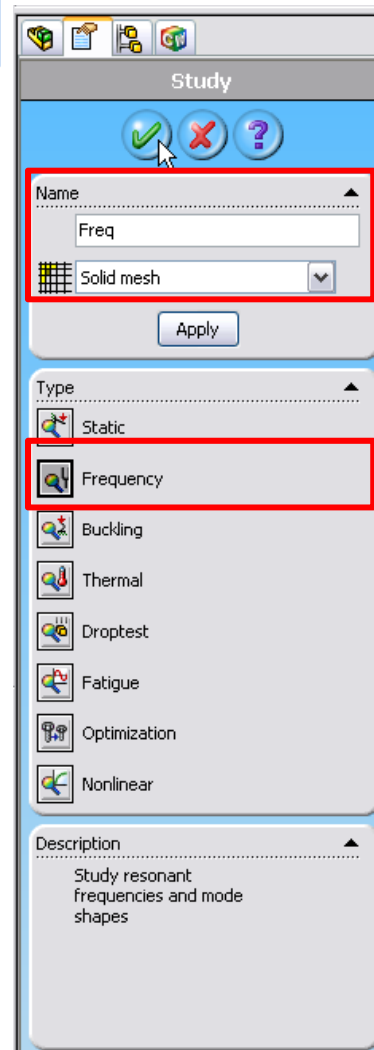 Study
?
Name
Freq
Solid mesh
Apply
Type
Static
Frequency
Buckling
Thermal
Droptest
Fatigue
Optimization
Nonlinear
Description
Study resonant
frequencies and mode
shapes